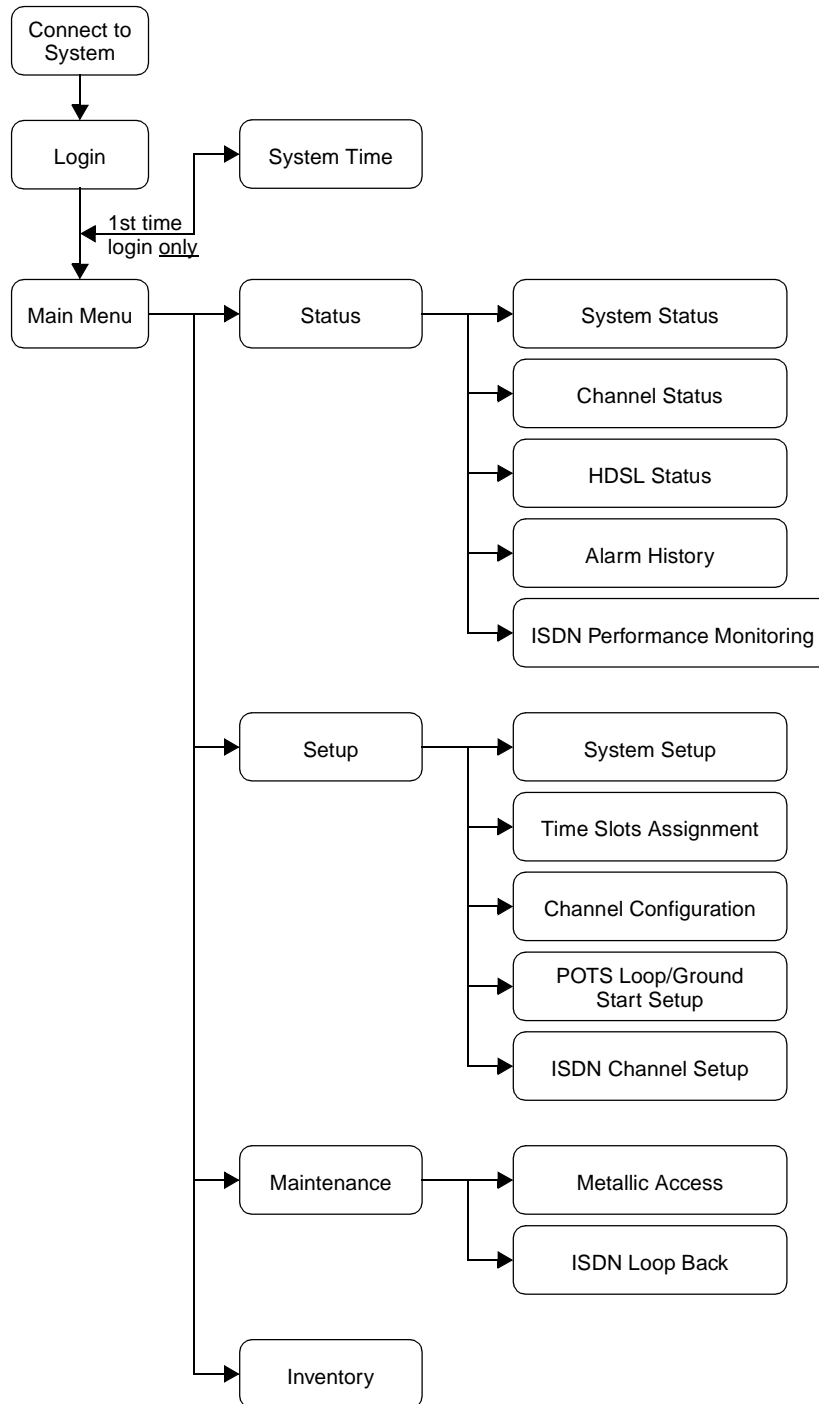 Connect to
System
Login
System Time
1st time
login only
Main Menu
Status
System Status
Channel Status
HDSL Status
Alarm History
ISDN Performance Monitoring
Setup
System Setup
Time Slots Assignment
Channel Configuration
POTS Loop/Ground
Start Setup
ISDN Channel Setup
Maintenance
Metallic Access
ISDN Loop Back
Inventory